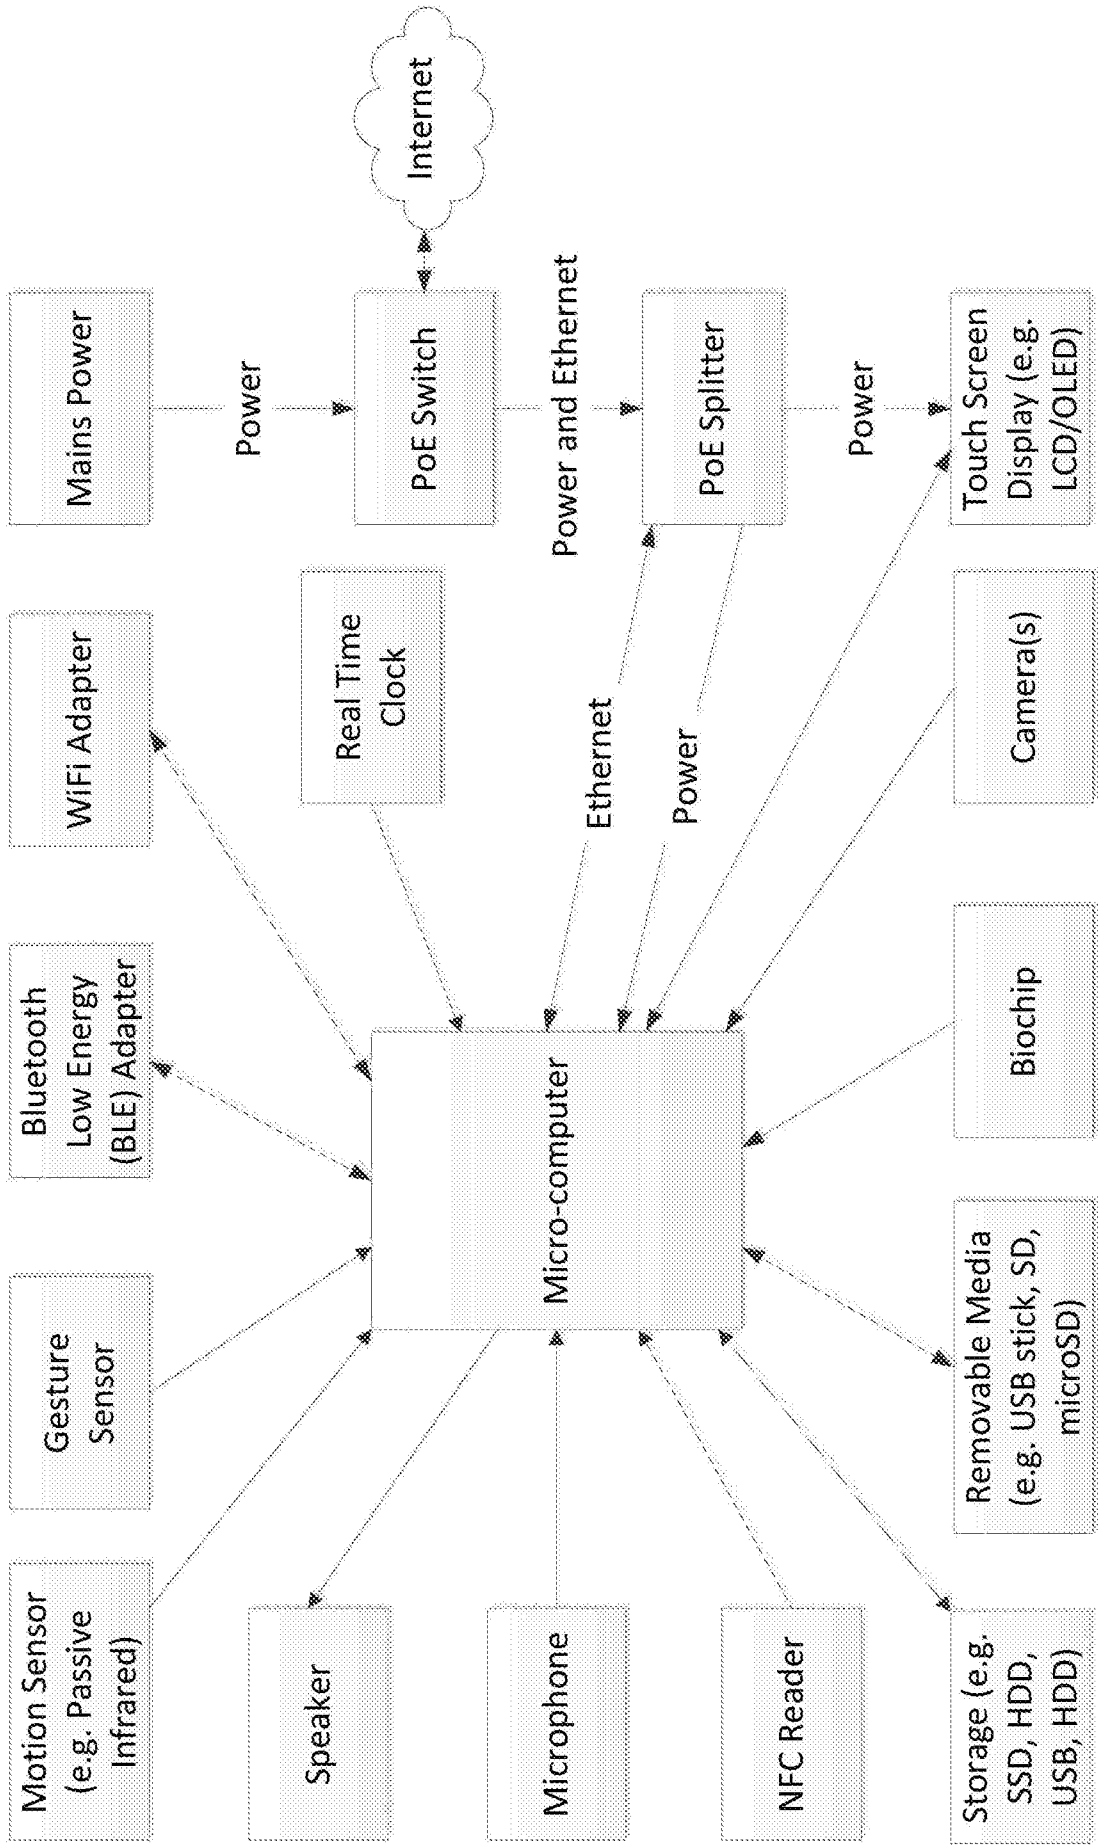 Motion Sensor
(e.g. Passive
Infrared)
Gesture
Sensor
Bluetooth
Low Energy
(BLE) Adapter
WiFi Adapter
Mains Power
Power
Speaker
Real Time
Clock
PoE Switch
Internet
Microphone
Micro-computer
Ethernet
Power and Ethernet
Power
PoE Splitter
NFC Reader
Power
Storage (e.g.
SSD, HDD,
USB, HDD)
Removable Media
(e.g. USB stick, SD,
microSD)
Biochip
Camera(s)
Touch Screen
Display (e.g.
LCD/OLED)